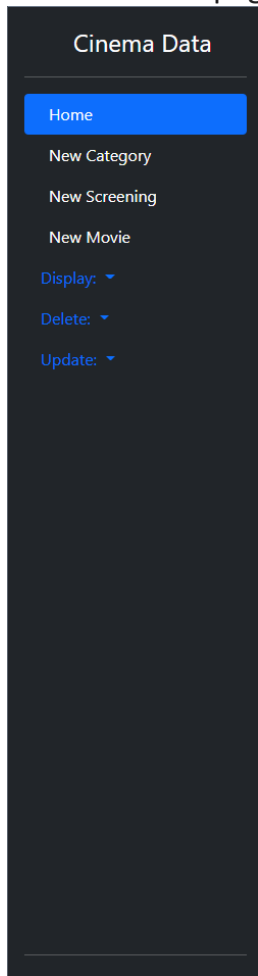 Cinema Data
Home
New Category
New Screening
New Movie
Display:
Delete:
Update: